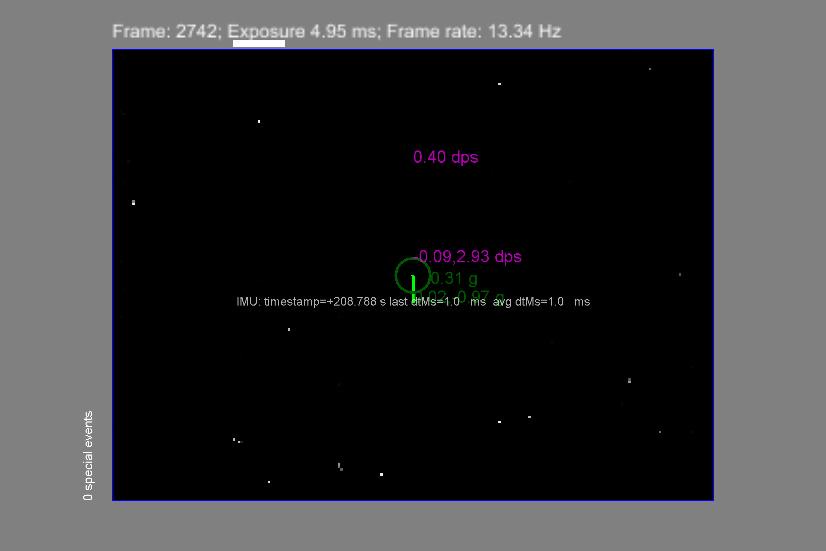 Frame: 2742; Exposure 4.95 ms; Frame rate: 13.34 Hz
0.40 dps
-0.09,2.93 dps
0.31 g
IMU: timestamp=+208.788 s last dtMs=1.0 ms avg dtMs=1.0 ms
0 special events